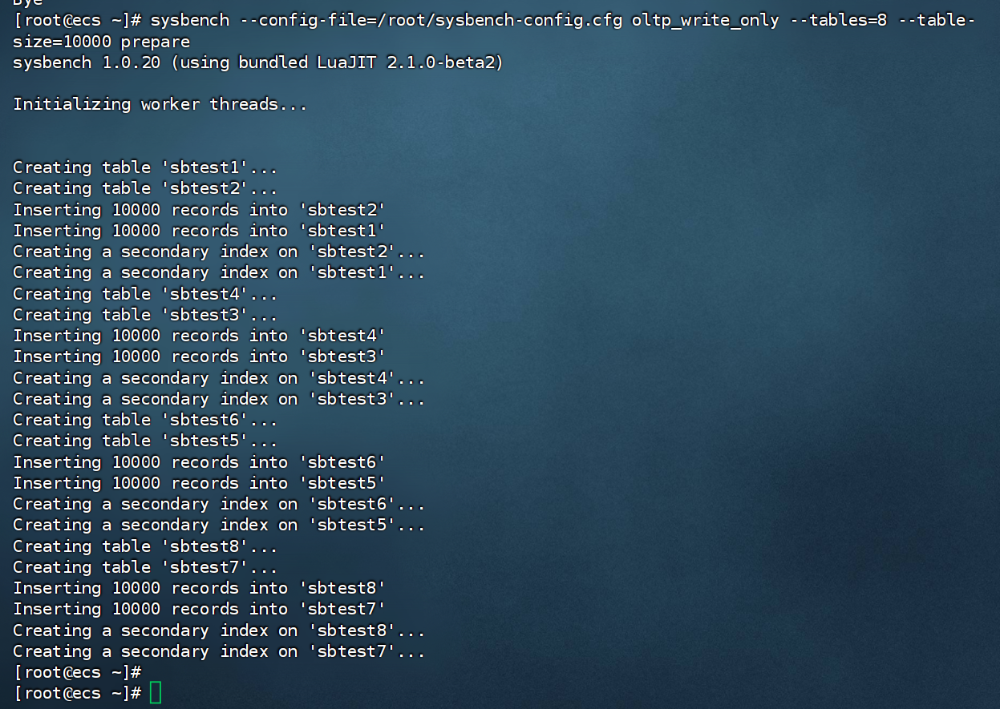 Bye
[root@ecs ~]# sysbench --config-file=/root/sysbench-config.cfg oltp_write_only --tables=8 --table-
size=10000 prepare
sysbench 1.0.20 (using bundled LuaJIT 2.1.0-beta2)
Initializing worker threads...
Creating table 'sbtest1'...
Creating table 'sbtest2'...
Inserting 10000 records into 'sbtest2'
Inserting 10000 records into 'sbtest1'
Creating a secondary index on 'sbtest2'...
Creating a secondary index on 'sbtest1'...
Creating table 'sbtest4'...
Creating table 'sbtest3'...
Inserting 10000 records into 'sbtest4'
Inserting 10000 records into 'sbtest3'
Creating a secondary index on 'sbtest4'...
Creating a secondary index on 'sbtest3'...
Creating table 'sbtest6'...
Creating table 'sbtest5'...
Inserting 10000 records into 'sbtest6'
Inserting 10000 records into 'sbtest5'
Creating a secondary index on 'sbtest6'...
Creating a secondary index on 'sbtest5'...
Creating table 'sbtest8'...
Creating table 'sbtest7'...
Inserting 10000 records into 'sbtest8'
Inserting 10000 records into 'sbtest7'
Creating a secondary index on 'sbtest8'...
Creating a secondary index on 'sbtest7'...
[root@ecs ~]#
[root@ecs ~]#